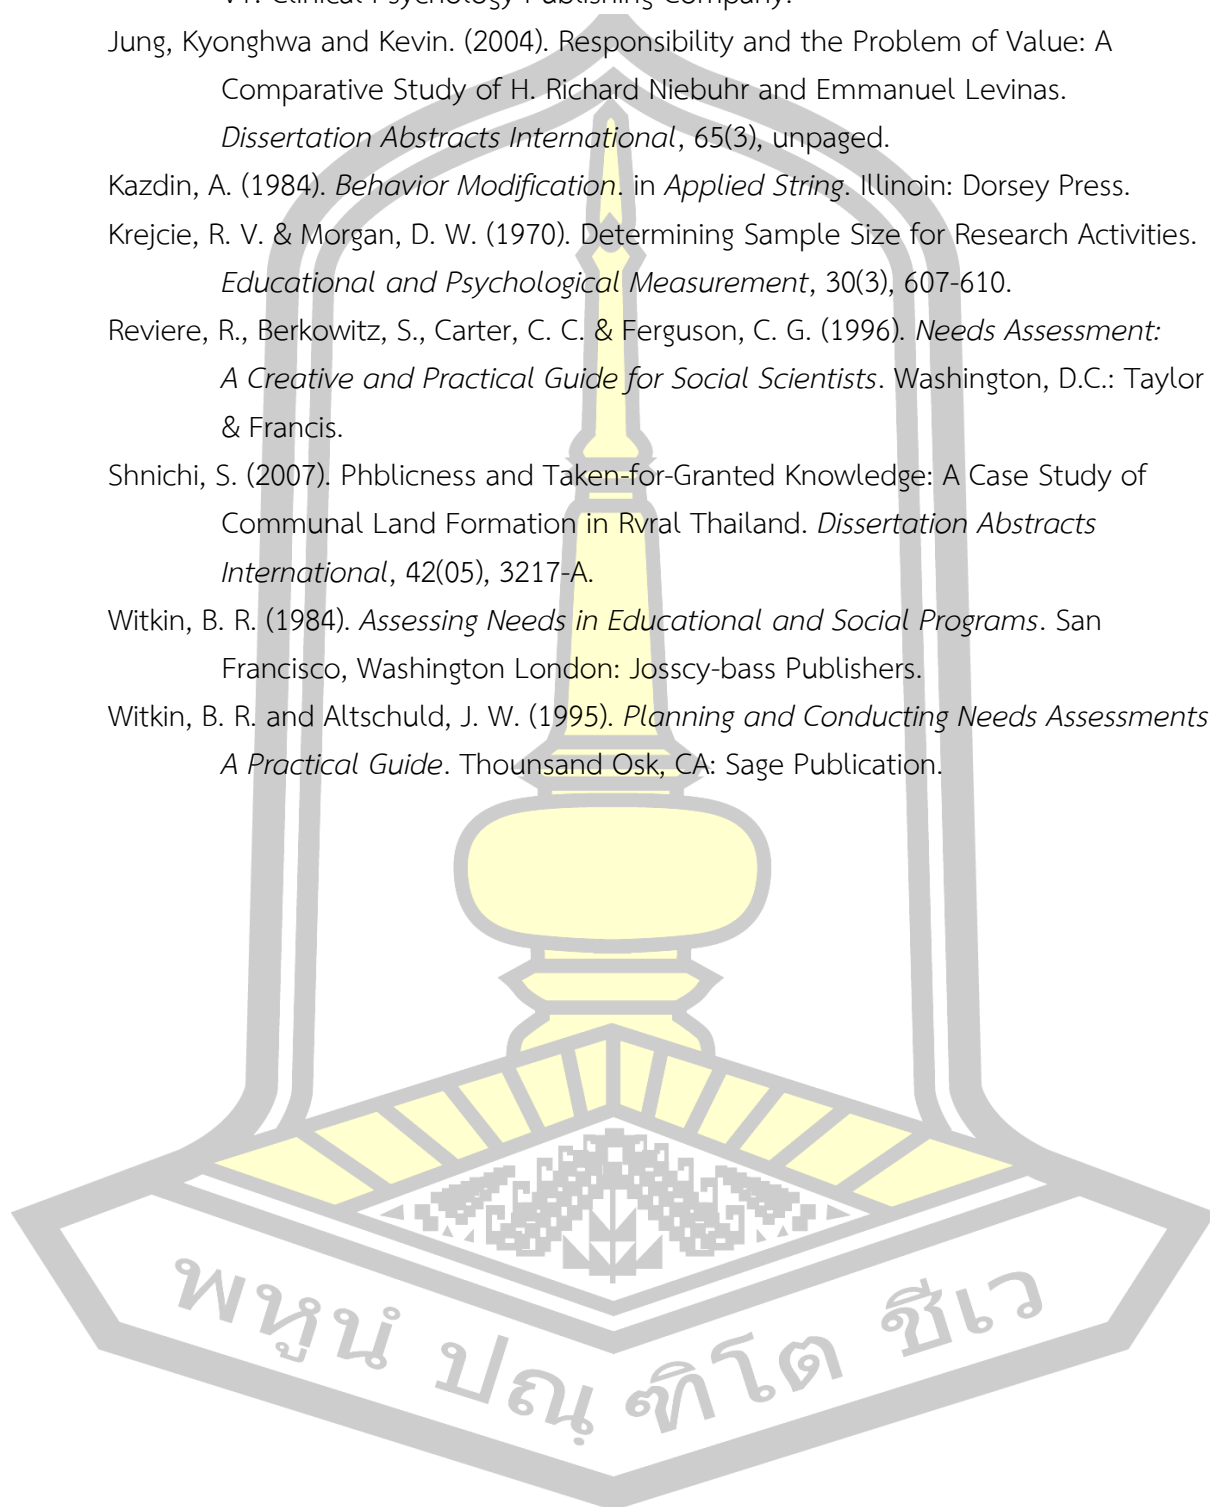 VT: Clinical Psychology Publishing Company.
Jung, Kyonghwa and Kevin. (2004). Responsibility and the Problem of Value: A
Comparative Study of H. Richard Niebuhr and Emmanuel Levinas.
Dissertation Abstracts International, 65(3), unpaged.
Kazdin, A. (1984). Behavior Modification. in Applied String. Illinoin: Dorsey Press.
Krejcie, R. V. & Morgan, D. W. (1970). Determining Sample Size for Research Activities.
Educational and Psychological Measurement, 30(3), 607-610.
Reviere, R., Berkowitz, S., Carter, C. C. & Ferguson, C. G. (1996). Needs Assessment:
A Creative and Practical Guide for Social Scientists. Washington, D.C.: Taylor
& Francis.
Shnichi, S. (2007). Phblicness and Taken-for-Granted Knowledge: A Case Study of
Communal Land Formation in Rvral Thailand. Dissertation Abstracts
International, 42(05), 3217-A.
Witkin, B. R. (1984). Assessing Needs in Educational and Social Programs. San
Francisco, Washington London: Josscy-bass Publishers.
Witkin, B. R. and Altschuld, J. W. (1995). Planning and Conducting Needs Assessments
A Practical Guide. Thounsand Osk, CA: Sage Publication.
พหูนํ ปณฺฑิโต ชีเว